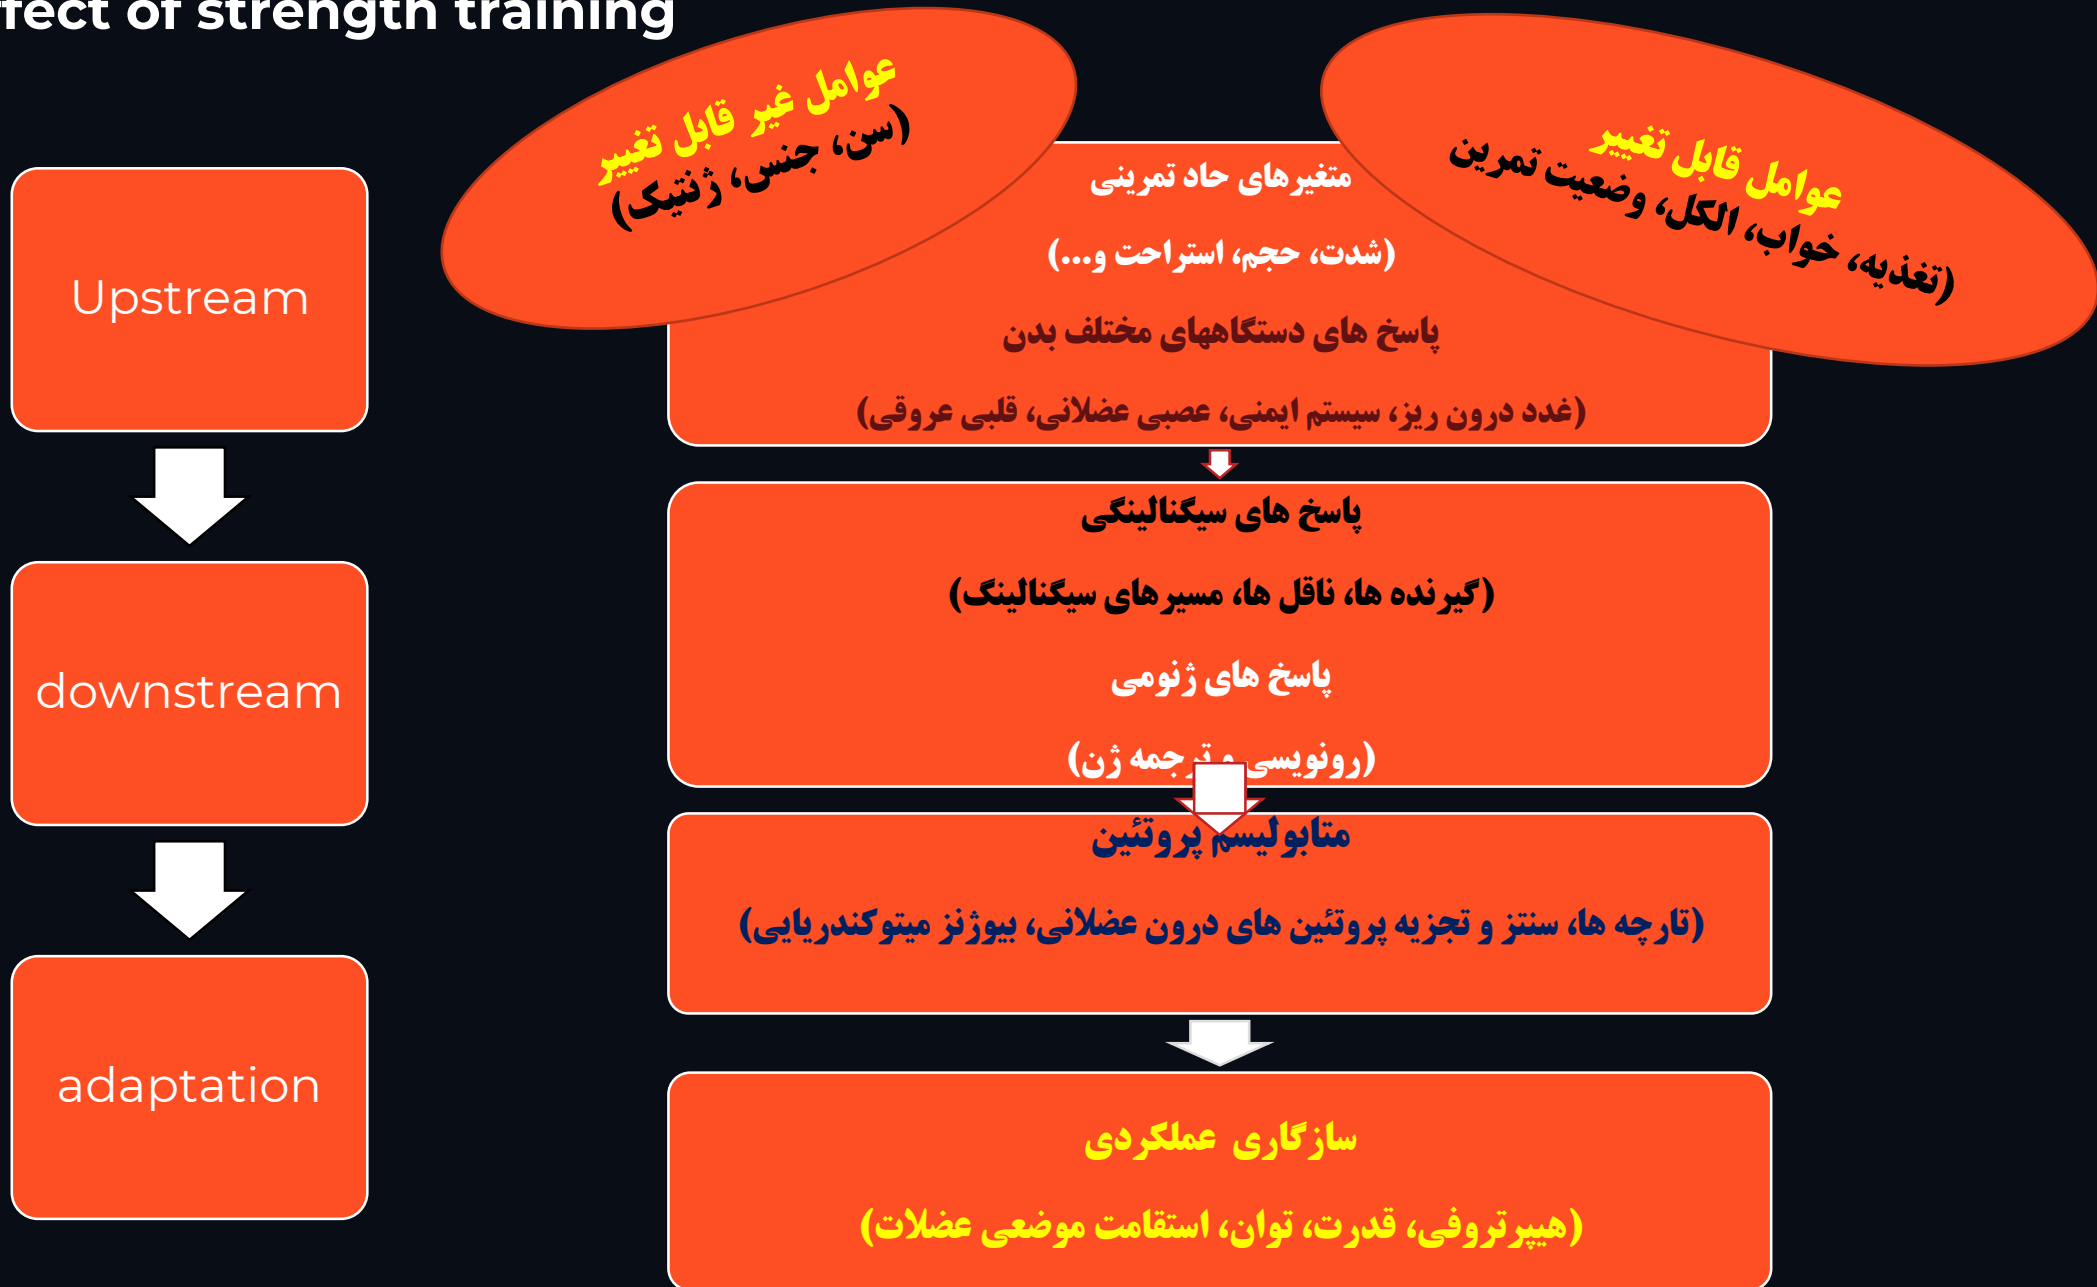 ffect of strength training
عوامل غیر قابل تغییر
(سن، جنس، ژنتیک)
عوامل قابل تغییر
(تغذیه، خواب، الکل، وضعیت تمرین
متغیرهای حاد تمرینی
(شدت، حجم، استراحت و...)
پاسخ های دستگاههای مختلف بدن
(غدد درون ریز، سیستم ایمنی، عصبی عضلانی، قلبی عروقی)
پاسخ های سیگنالینگی
(گیرنده ها، ناقل ها، مسیرهای سیگنالینگ)
پاسخ های ژنومی
(رونویسی و ترجمه ژن)
متابولیسم پروتئین
(تارچه ها، سنتز و تجزیه پروتئین های درون عضلانی، بیوژنز میتوکندریایی)
سازگاری عملکردی
(هیپرتروفی، قدرت، توان، استقامت موضعی عضلات)
Upstream
downstream
adaptation